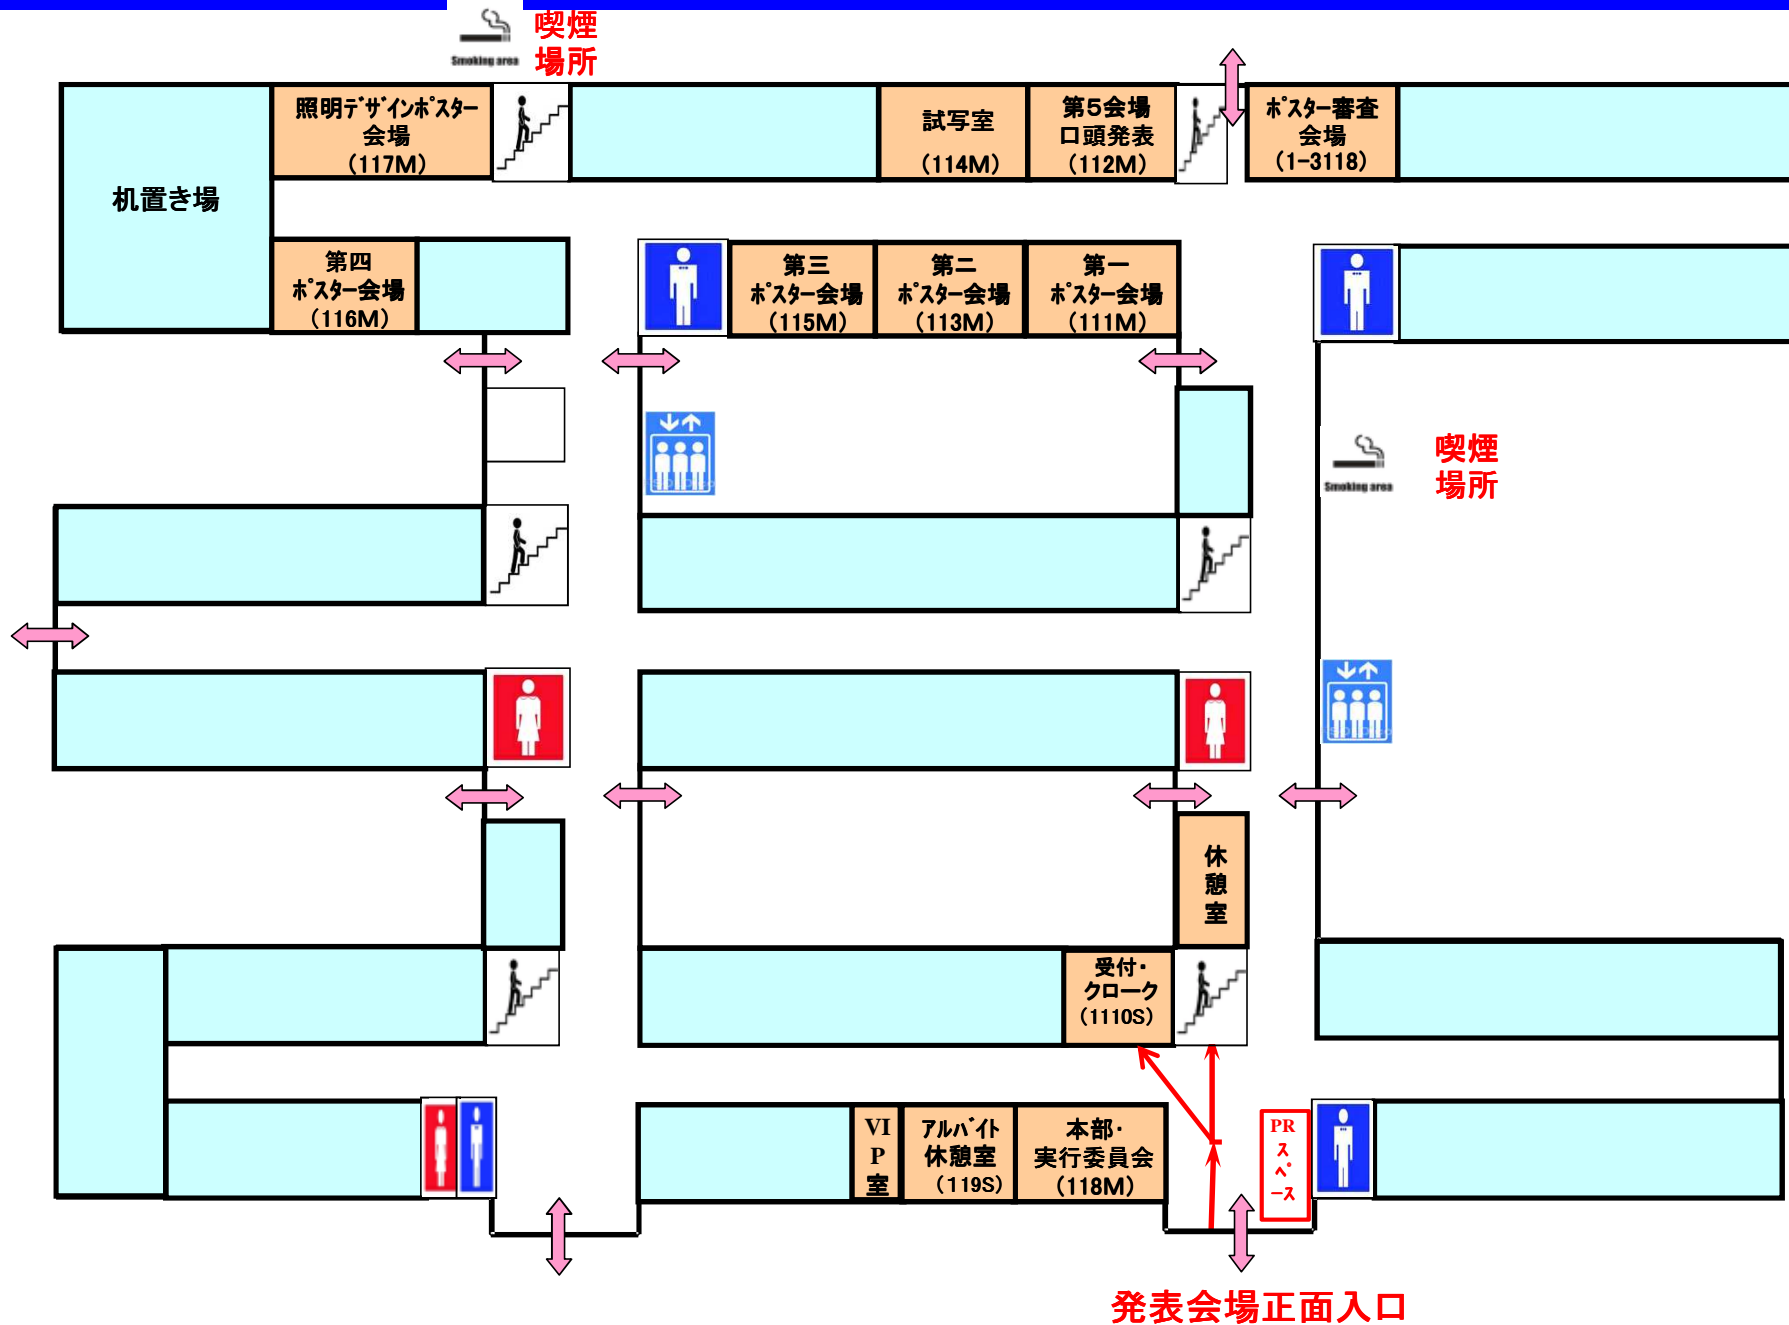 喫煙
場所
Smoking area
照明デザインポスター
会場
(117M)
試写室
(114M)
第5会場
口頭発表
(112M)
ポスター審査
会場
(1-3118)
机置き場
第四
ポスター会場
(116M)
第三
ポスター会場
(115M)
第二
ポスター会場
(113M)
第一
ポスター会場
(111M)
喫煙
場所
Smoking area
休
憩
室
受付・
クローク
(1110S)
VI
P
室
アルバイト
休憩室
(119S)
本部・
実行委員会
(118M)
PR
ス
ペ
ース
発表会場正面入口